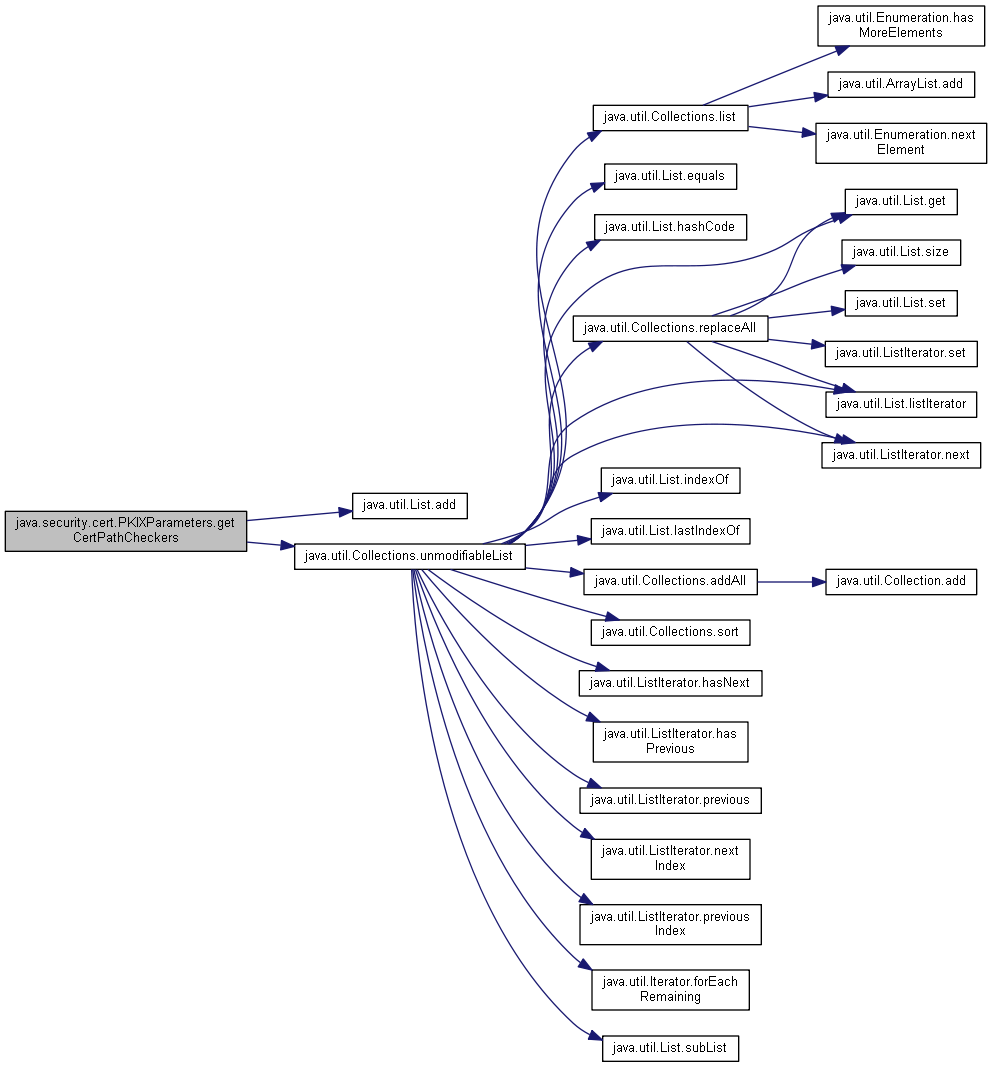 java.util.Enumeration.has
MoreElements
java.util.ArrayList.add
java.util.Collections.list
java.util.Enumeration.next
Element
java.util.List.equals
java.util.List.get
java.util.List.hashCode
java.util.List.size
java.util.List.set
java.util.Collections.replaceAll
java.util.ListIterator.set
java.util.List.listIterator
java.util.ListIterator.next
java.util.List.indexOf
java.util.List.add
java.security.cert.PKIXParameters.get
CertPathCheckers
java.util.List.lastIndexOf
java.util.Collections.unmodifiableList
java.util.Collections.addAll
java.util.Collection.add
java.util.Collections.sort
java.util.ListIterator.hasNext
java.util.ListIterator.has
Previous
java.util.ListIterator.previous
java.util.ListIterator.next
Index
java.util.ListIterator.previous
Index
java.util.Iterator.forEach
Remaining
java.util.List.subList